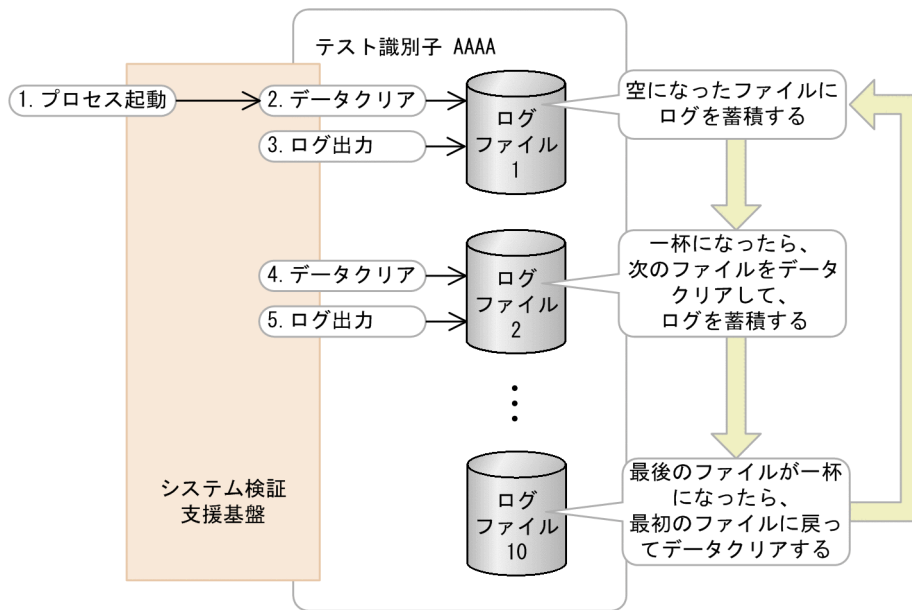 テスト識別子 AAAA
1. プロセス起動
2. データクリア
3. ログ出力
ログ
ファイル
1
空になったファイルに
ログを蓄積する
4. データクリア
5. ログ出力
ログ
ファイル
2
一杯になったら、
次のファイルをデータ
クリアして、
ログを蓄積する
システム検証
支援基盤
ログ
ファイル
10
最後のファイルが一杯
になったら、
最初のファイルに戻っ
てデータクリアする